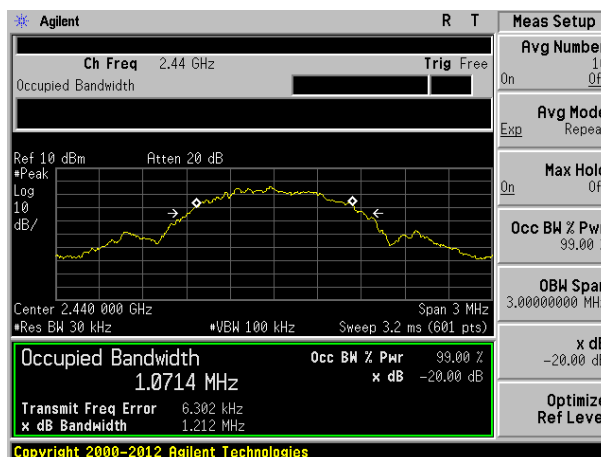 Agilent R T
Ch Freq 2.44 GHz Trig Free
Occupied Bandwidth
Ref 10 dBm Atten 20 dB
#Peak
Log
10
dB/
Center 2.440 000 GHz Span 3 MHz
#Res BW 30 kHz #VBW 100 kHz Sweep 3.2 ms (601 pts)
Occupied Bandwidth Occ BW % Pwr 99.00 %
1.0714 MHz x dB -20.00 dB
Transmit Freq Error 6.302 kHz
x dB Bandwidth 1.212 MHz
Copyright 2000-2012 Agilent Technologies
Meas Setup
Avg Number
10
On Of
Avg Mode
Exp Repea
Max Hold
On Of
Occ BW % Pwr
99.00
OBW Span
3.00000000 MH
x dB
-20.00 dB
Optimize
Ref Level